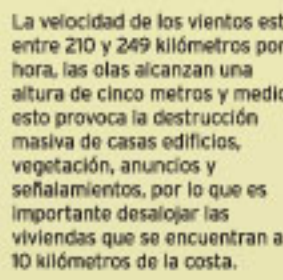 La velocidad de los vientos est
entre 210 y 249 kilómetros por
hora, las olas alcanzan una
altura de cinco metros y medio
esto provoca la destrucción
masiva de casas edificios,
vegetación, anuncios y
señalamientos, por lo que es
importante desalojar las
viviendas que se encuentran a
10 kilómetros de la costa.